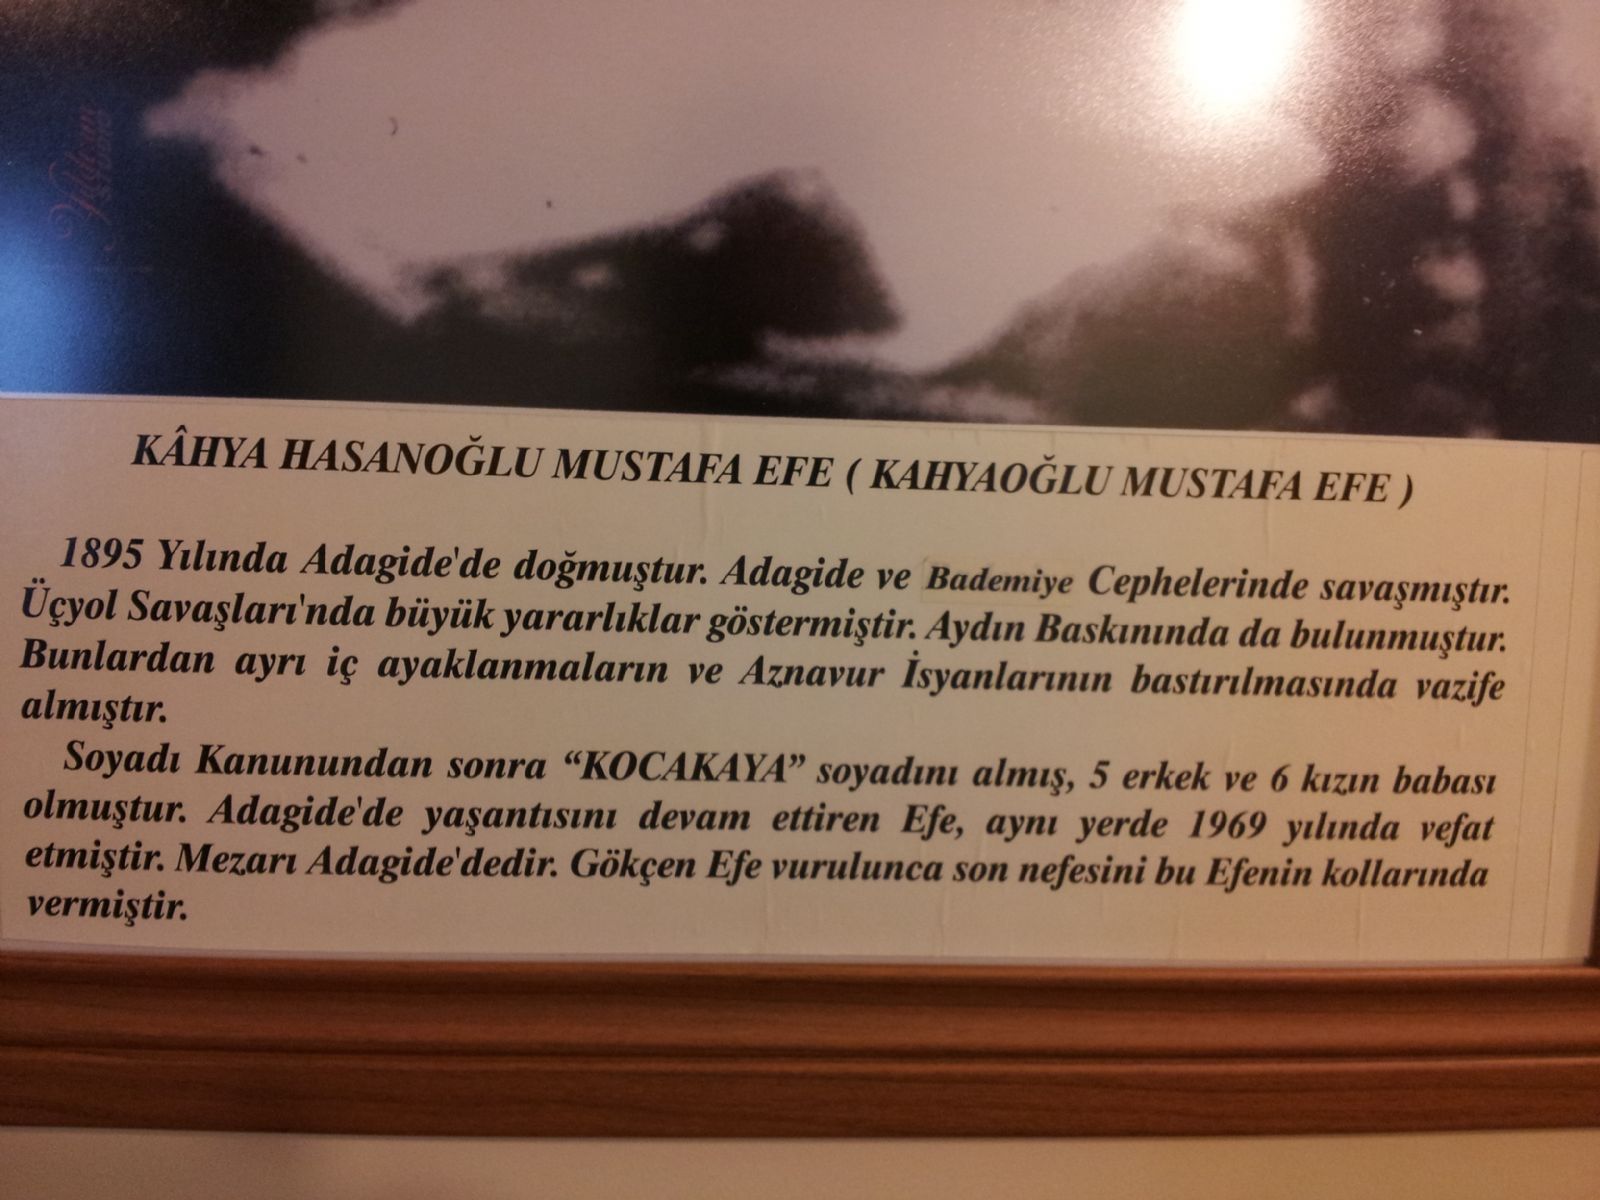 KÂHYA HASANOĞLU MUSTAFA EFE ( KAHYAOĞLU MUSTAFA EFE )
1895 Yılında Adagide'de doğmuştur. Adagide ve Bademiye Cephelerinde savaşmıştır.
Üçyol Savaşları'nda büyük yararlıklar göstermiştir. Aydın Baskınında da bulunmuştur.
Bunlardan ayrı iç ayaklanmaların ve Aznavur İsyanlarının bastırılmasında vazife
almıştır.
Soyadı Kanunundan sonra “KOCAKAYA” soyadını almış, 5 erkek ve 6 kızın babası
olmuştur. Adagide'de yaşantısını devam ettiren Efe, aynı yerde 1969 yılında vefat
etmiştir. Mezarı Adagide'dedir. Gökçen Efe vurulunca son nefesini bu Efenin kollarında
vermiştir.